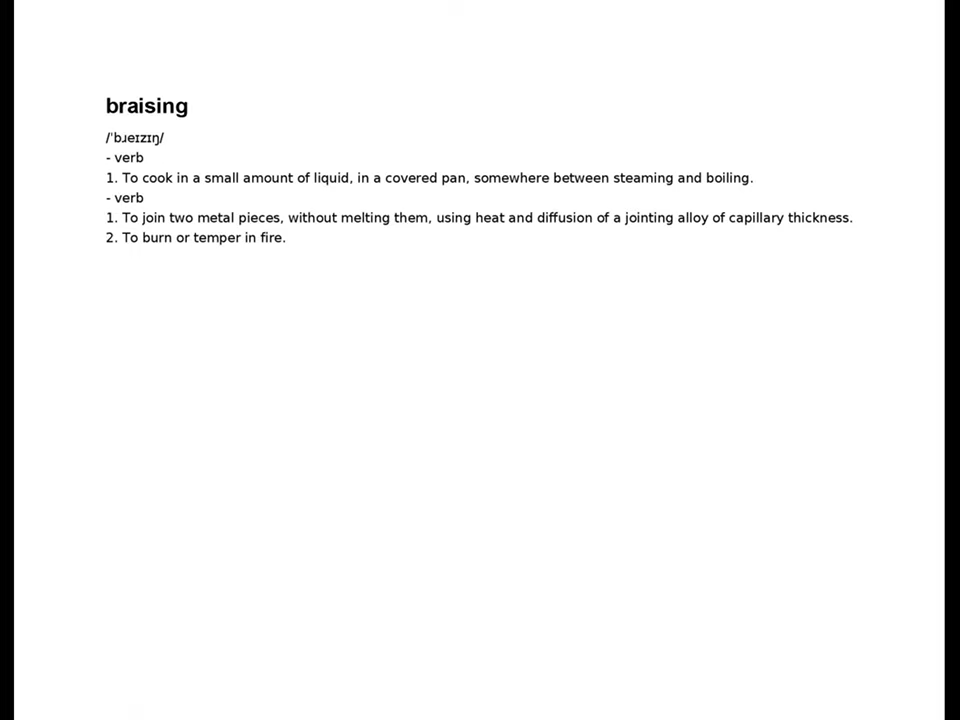 braising
/ˈbɹeɪzɪŋ/
- verb
1. To cook in a small amount of liquid, in a covered pan, somewhere between steaming and boiling.
- verb
1. To join two metal pieces, without melting them, using heat and diffusion of a jointing alloy of capillary thickness.
2. To burn or temper in fire.